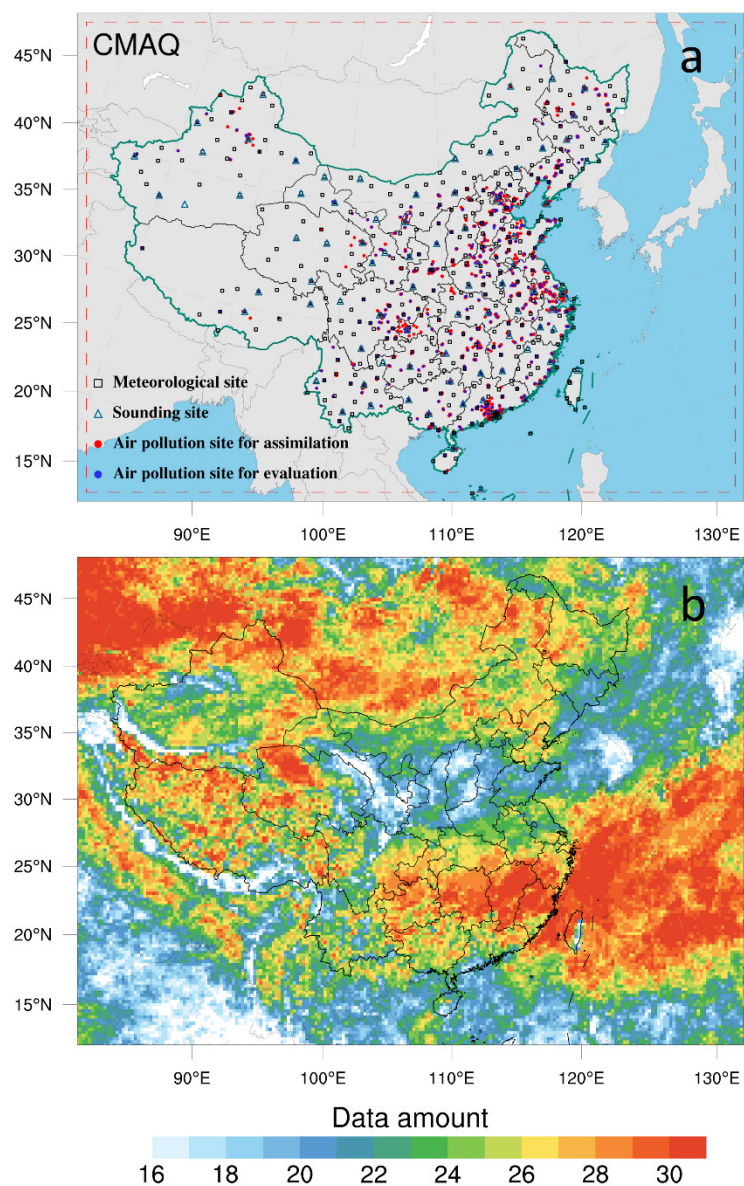 CMAQ
a
45°N
40°N
35°N
30°N
25°N
20°N
15°N
Meteorological site
Sounding site
Air pollution site for assimilation
Air pollution site for evaluation
90°E 100°E 110°E 120°E 130°E
b
45°N
40°N
35°N
30°N
25°N
20°N
15°N
90°E 100°E 110°E 120°E 130°E
Data amount
16 18 20 22 24 26 28 30